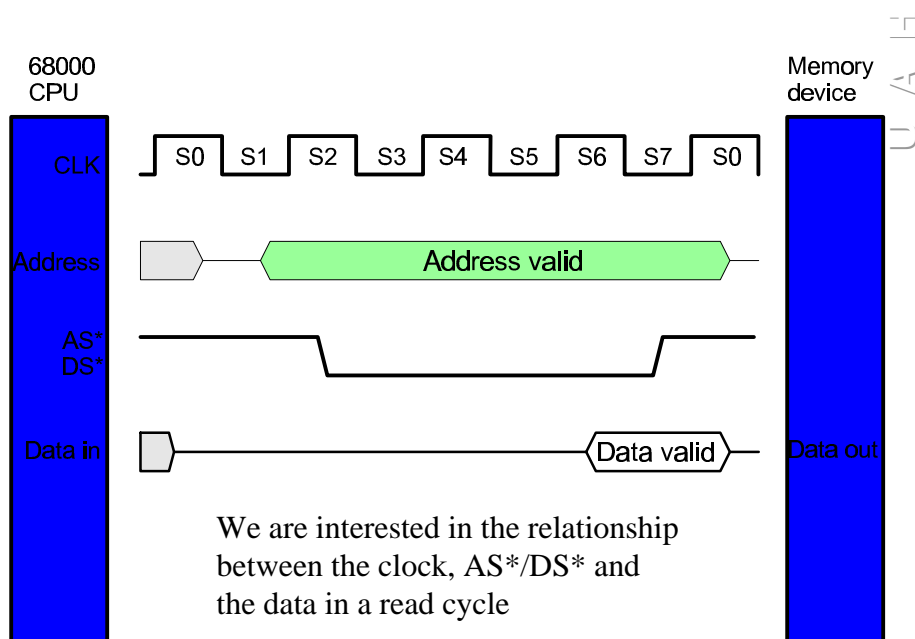 68000
CPU
Memory
device
U A H
CLK
S0 S1 S2 S3 S4 S5 S6 S7 S0
Address
Address valid
AS*
DS*
Data in
Data valid
Data out
We are interested in the relationship
between the clock, AS*/DS* and
the data in a read cycle